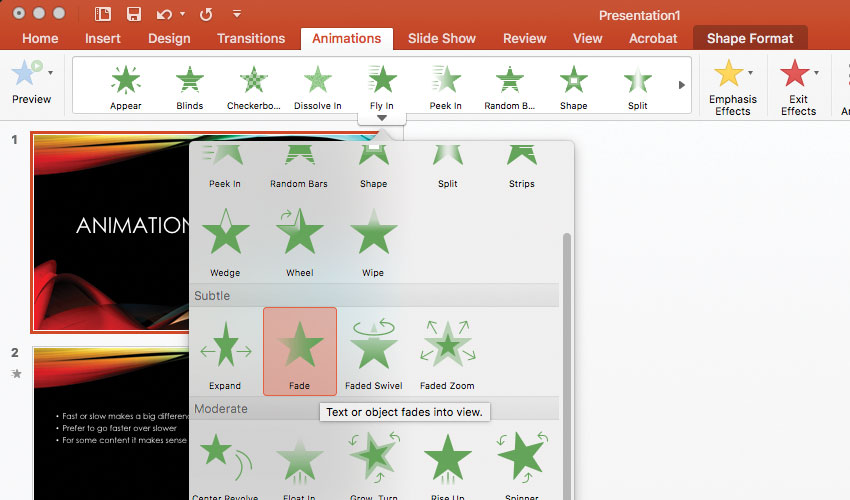 Presentation1
Home Insert Design Transitions Animations Slide Show Review View Acrobat Shape Format
Preview
Appear Blinds Checkerbo... Dissolve In Fly In Peek In Random B... Shape Split
Emphasis Effects
Exit Effects
1
ANIMATION
Peek In Random Bars Shape Split Strips
Wedge Wheel Wipe
Subtle
Expand Fade Faded Swivel Faded Zoom
Moderate
Text or object fades into view.
Center Revolve Float In Grow, Turn Rise Up Spinner
2
• Fast or slow makes a big differenc
• Prefer to go faster over slower
• For some content it makes sense